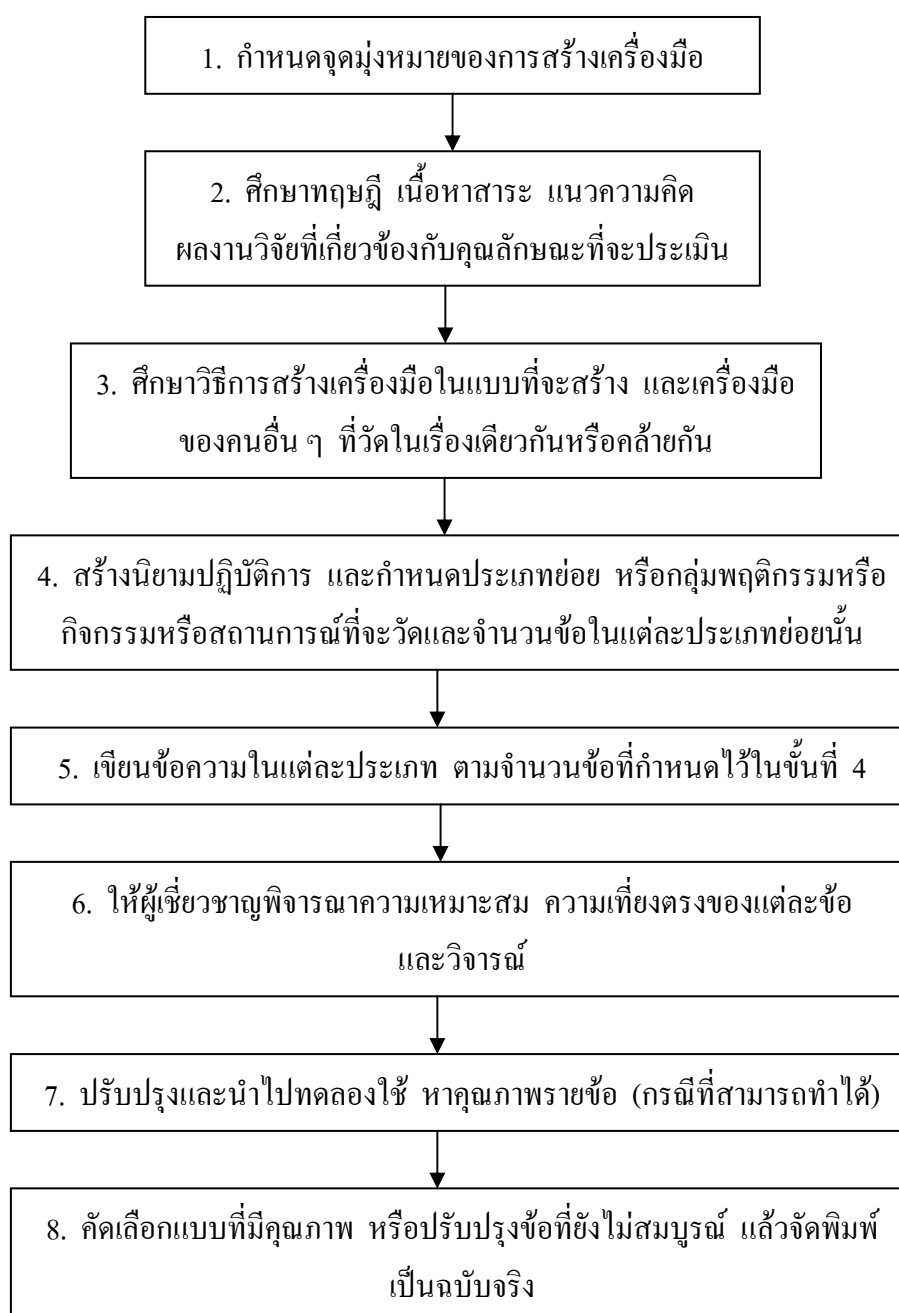 1. กำหนดจุดมุ่งหมายของการสร้างเครื่องมือ
2. ศึกษาทฤษฎี เนื้อหาสาระ แนวความคิด
ผลงานวิจัยที่เกี่ยวข้องกับคุณลักษณะที่จะประเมิน
3. ศึกษาวิธีการสร้างเครื่องมือในแบบที่จะสร้าง และเครื่องมือ
ของคนอื่น ๆ ที่วัดในเรื่องเดียวกันหรือคล้ายกัน
4. สร้างนิยามปฏิบัติการ และกำหนดประเภทย่อย หรือกลุ่มพฤติกรรมหรือ
กิจกรรมหรือสถานการณ์ที่จะวัดและจำนวนข้อในแต่ละประเภทย่อยนั้น
5. เขียนข้อความในแต่ละประเภท ตามจำนวนข้อที่กำหนดไว้ในขั้นที่ 4
6. ให้ผู้เชี่ยวชาญพิจารณาความเหมาะสม ความเที่ยงตรงของแต่ละข้อ
และวิจารณ์
7. ปรับปรุงและนำไปทดลองใช้ หาคุณภาพรายข้อ (กรณีที่สามารถทำได้)
8. คัดเลือกแบบที่มีคุณภาพ หรือปรับปรุงข้อที่ยังไม่สมบูรณ์ แล้วจัดพิมพ์
เป็นฉบับจริง